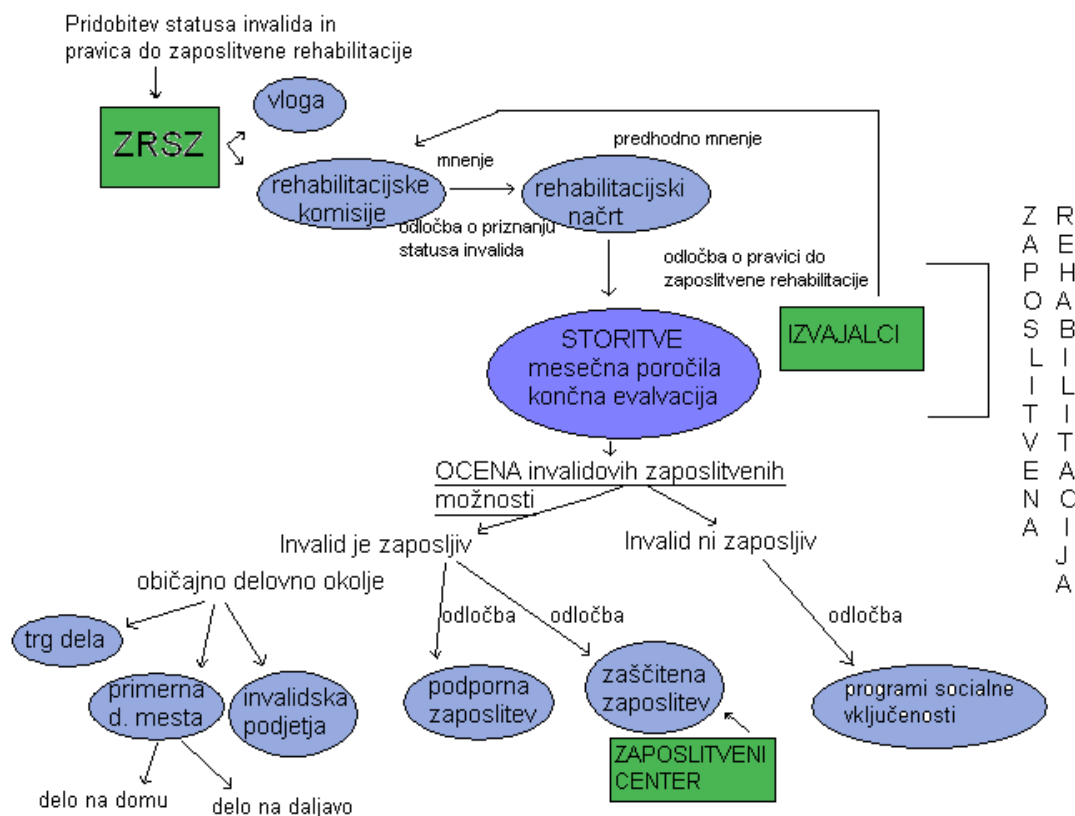 Pridobitev statusa invalida in
pravica do zaposlitvene rehabilitacije
ZRSZ
vloga
rehabilitacijske
komisije
mnenje
predhodno mnenje
rehabilitacijski
načrt
odločba o priznanju
statusa invalida
odločba o pravici do
zaposlitvene rehabilitacije
STORITVE
mesečna poročila
končna evalvacija
IZVAJALCI
ZAPOSLITVENA
REHABILITACIJA
OCENA invalidovih zaposlitvenih
možnosti
Invalid je zaposljiv
Invalid ni zaposljiv
običajno delovno okolje
odločba
odločba
odločba
trg dela
primerna
d. mesta
invalidska
podjetja
podporna
zaposlitev
zaščitena
zaposlitev
programi socialne
vključenosti
ZAPOSLITVENI
CENTER
delo na domu
delo na daljavo